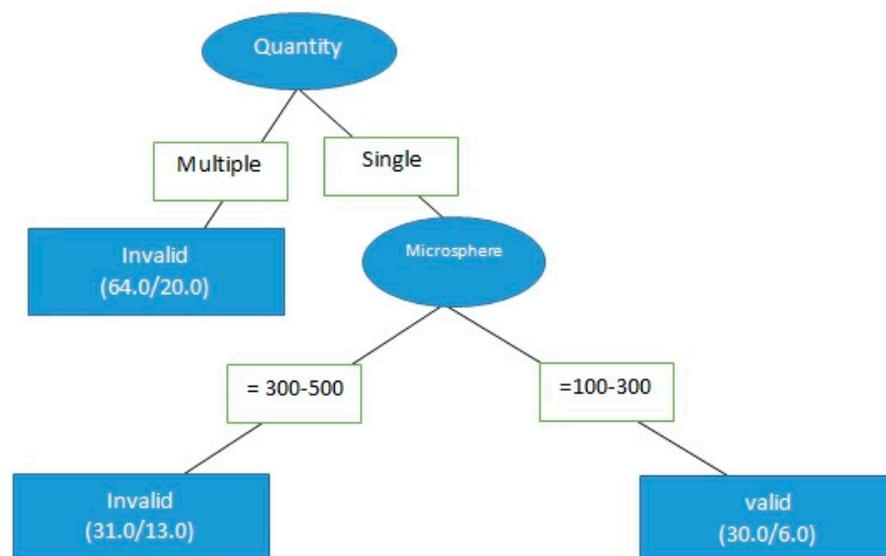 Quantity
Multiple
Single
Invalid
(64.0/20.0)
Microsphere
= 300-500
=100-300
Invalid
(31.0/13.0)
valid
(30.0/6.0)